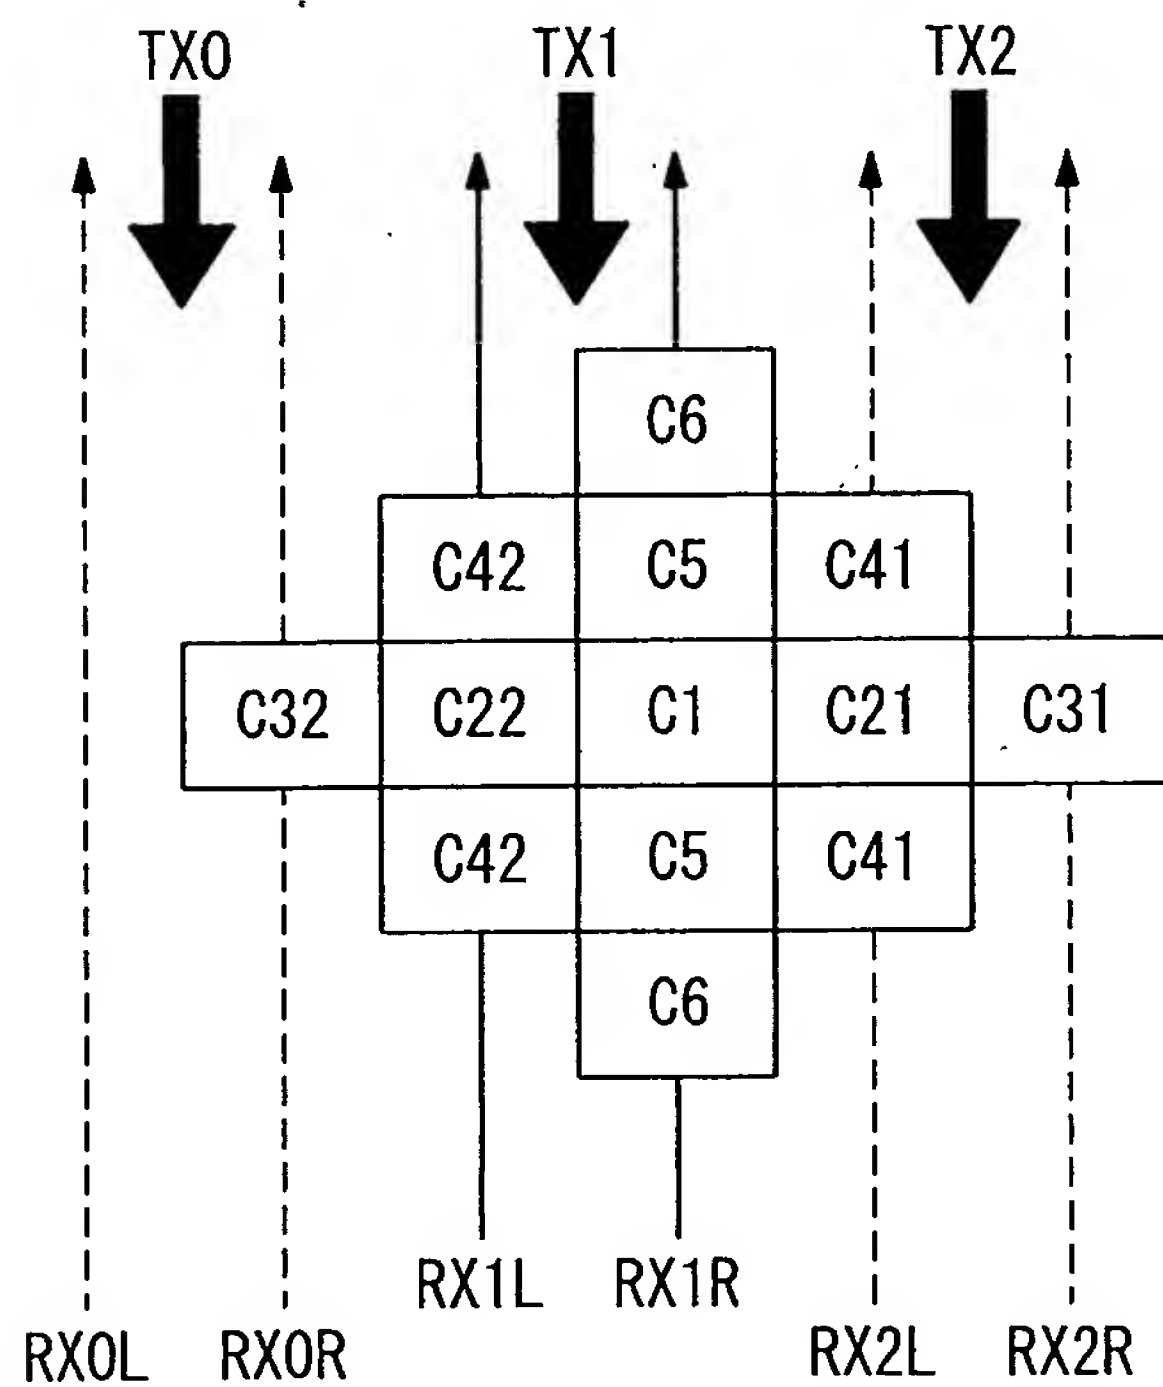 TX0 TX1 TX2
C6
C42 C5 C41
C32 C22 C1 C21 C31
C42 C5 C41
C6
RX1L RX1R
RX0L RX0R RX2L RX2R